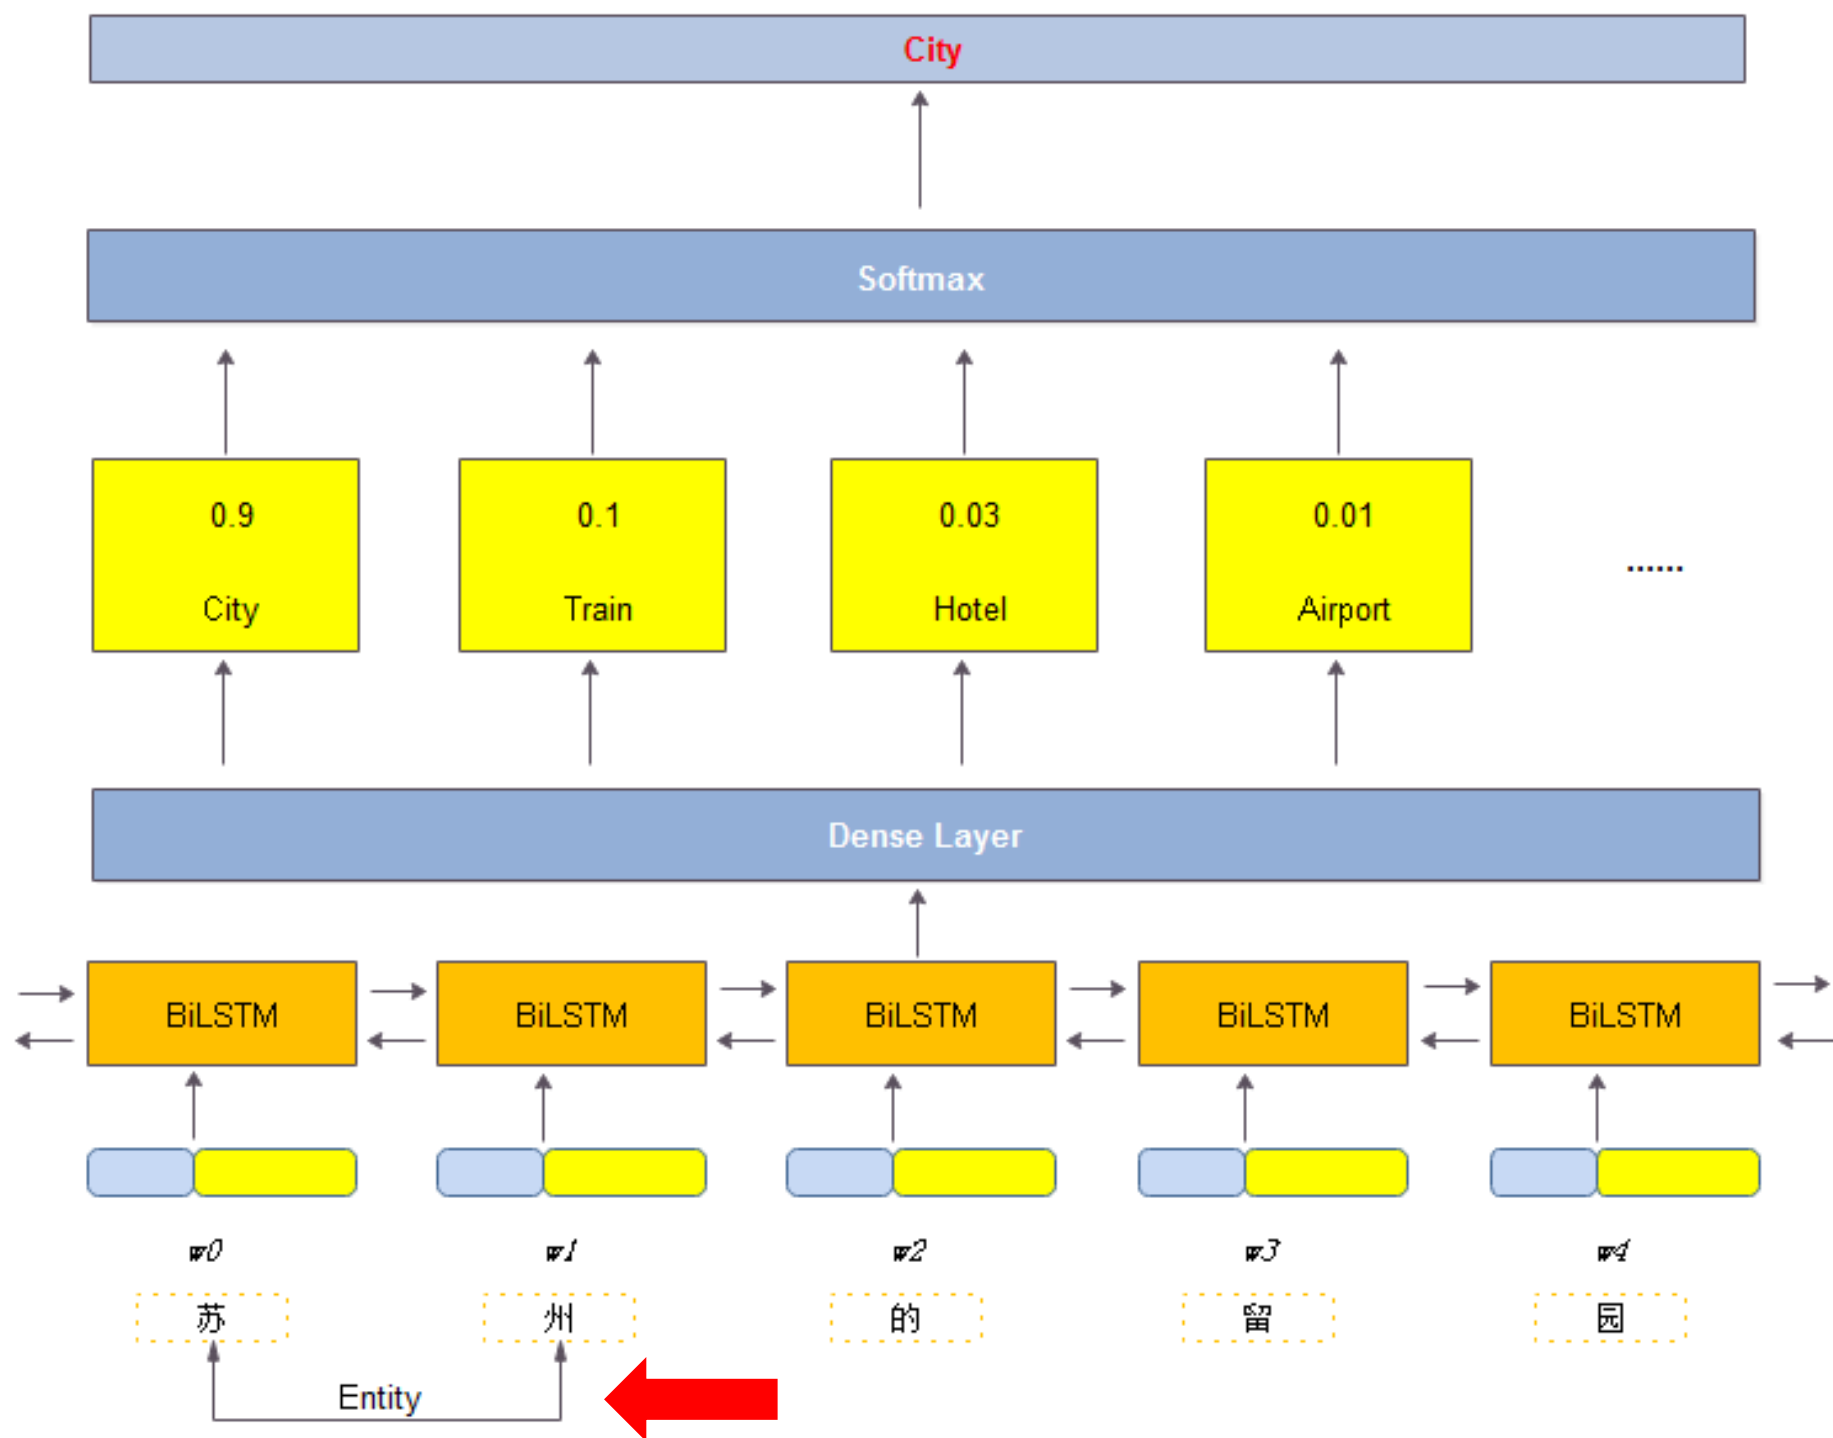 City
Softmax
0.9 0.1 0.03 0.01
City Train Hotel Airport ......
Dense Layer
BiLSTM BiLSTM BiLSTM BiLSTM BiLSTM
w0 w1 w2 w3 w4
苏 州 的 留 园
Entity